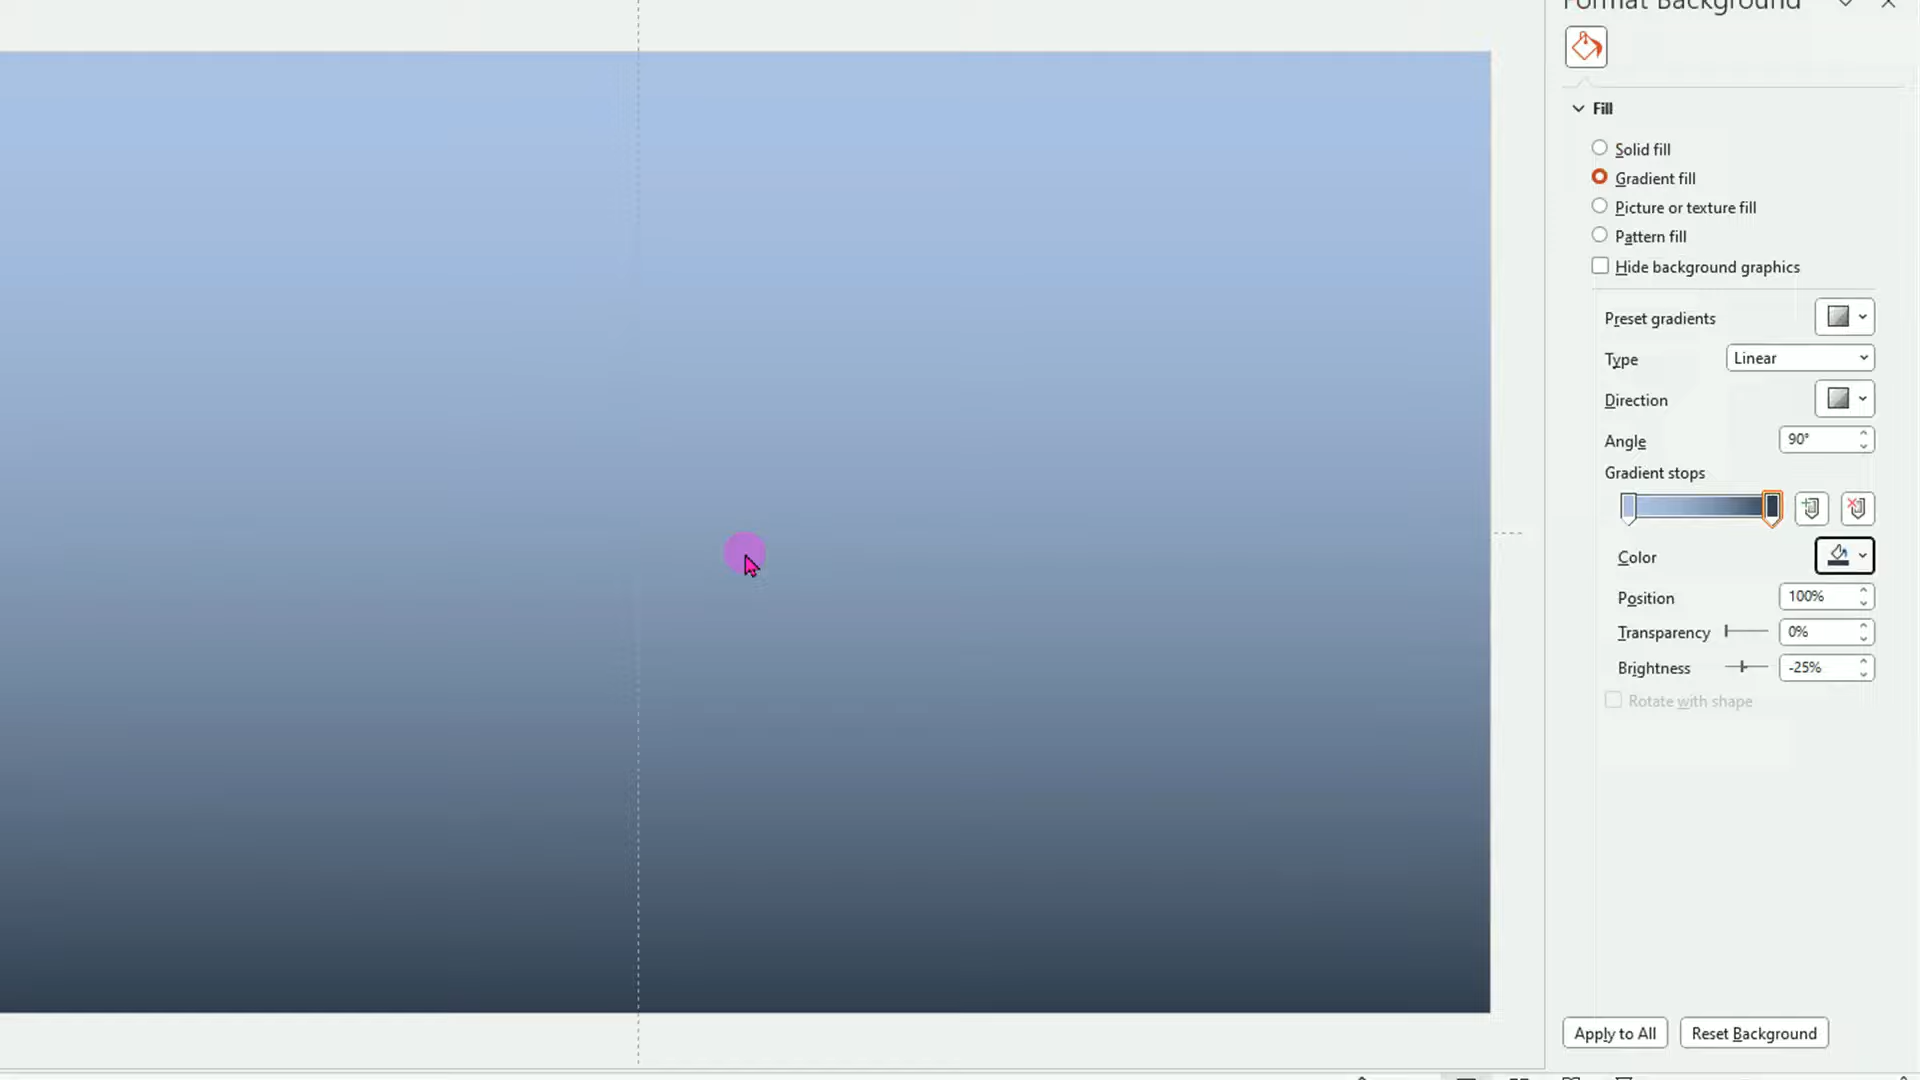 Format Background
Fill
Solid fill
Gradient fill
Picture or texture fill
Pattern fill
Hide background graphics
Preset gradients
Type Linear
Direction
Angle 90°
Gradient stops
Color
Position 100%
Transparency 0%
Brightness -25%
Rotate with shape
Apply to All Reset Background